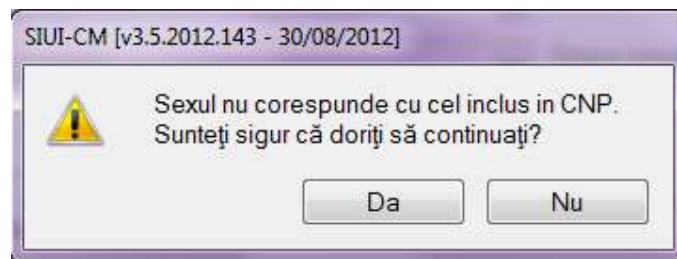 SIUI-CM [v3.5.2012.143 - 30/08/2012]
Sexul nu corespunde cu cel inclus in CNP.
Sunteţi sigur că doriţi să continuaţi?
Da Nu